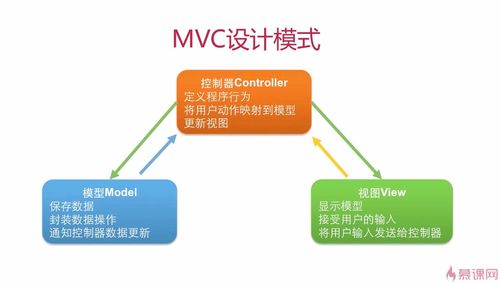 MVC设计模式
控制器Controller
定义程序行为
将用户动作映射到模型
更新视图
模型Model
保存数据
封装数据操作
通知控制器数据更新
视图View
显示模型
接受用户的输入
将用户输入发送给控制器
慕课网